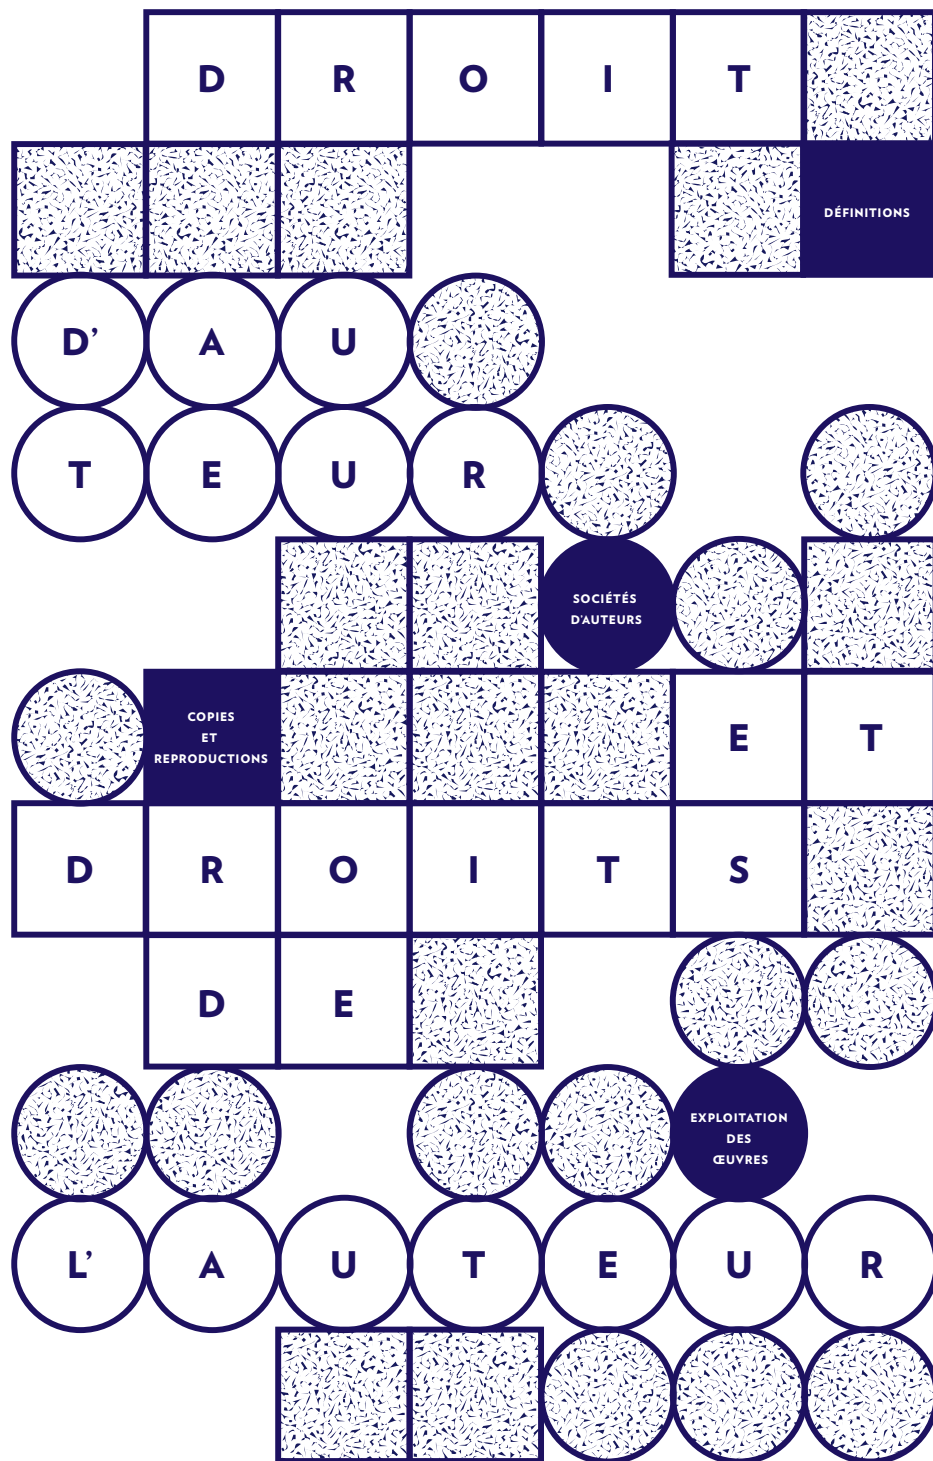 DROIT
DÉFINITIONS
D’AU
TEUR
SOCIÉTÉS
D’AUTEURS
COPIES
ET
REPRODUCTIONS
ET
DROITS
DE
EXPLOITATION
DES
ŒUVRES
L’AUTEUR